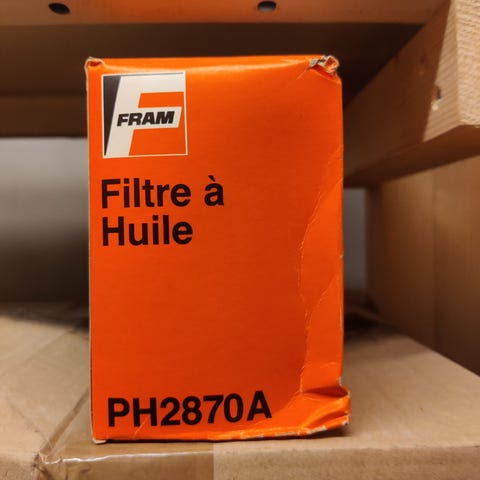 FRAM
Filtre à
Huile
PH2870A